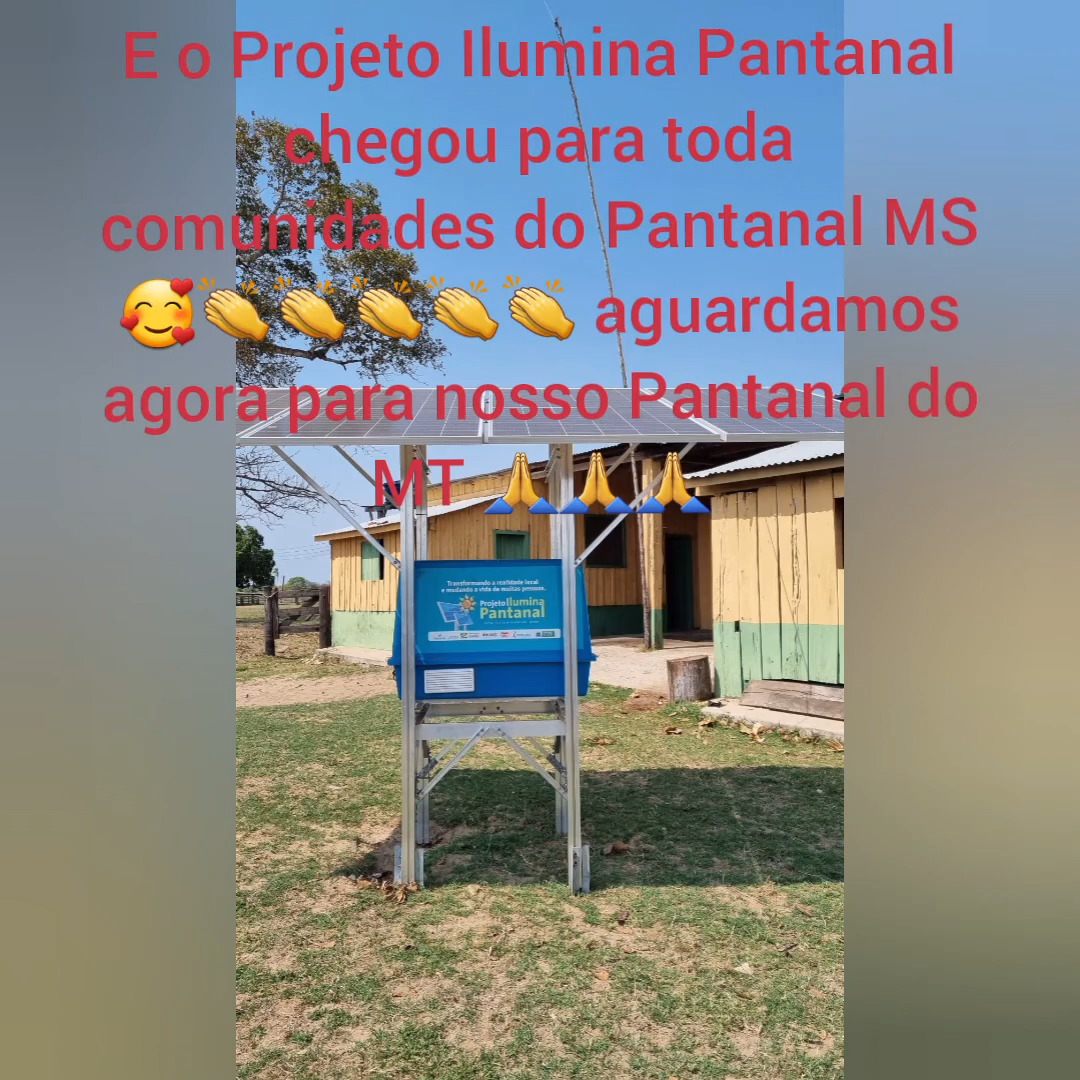 E o Projeto Ilumina Pantanal
chegou para toda
comunidades do Pantanal MS
🥰👏👏👏👏👏 aguardamos
agora para nosso Pantanal do
MT 🙏🙏🙏
Transformando a realidade local
e mudando a vida de muitas pessoas.
Projeto Ilumina
Pantanal